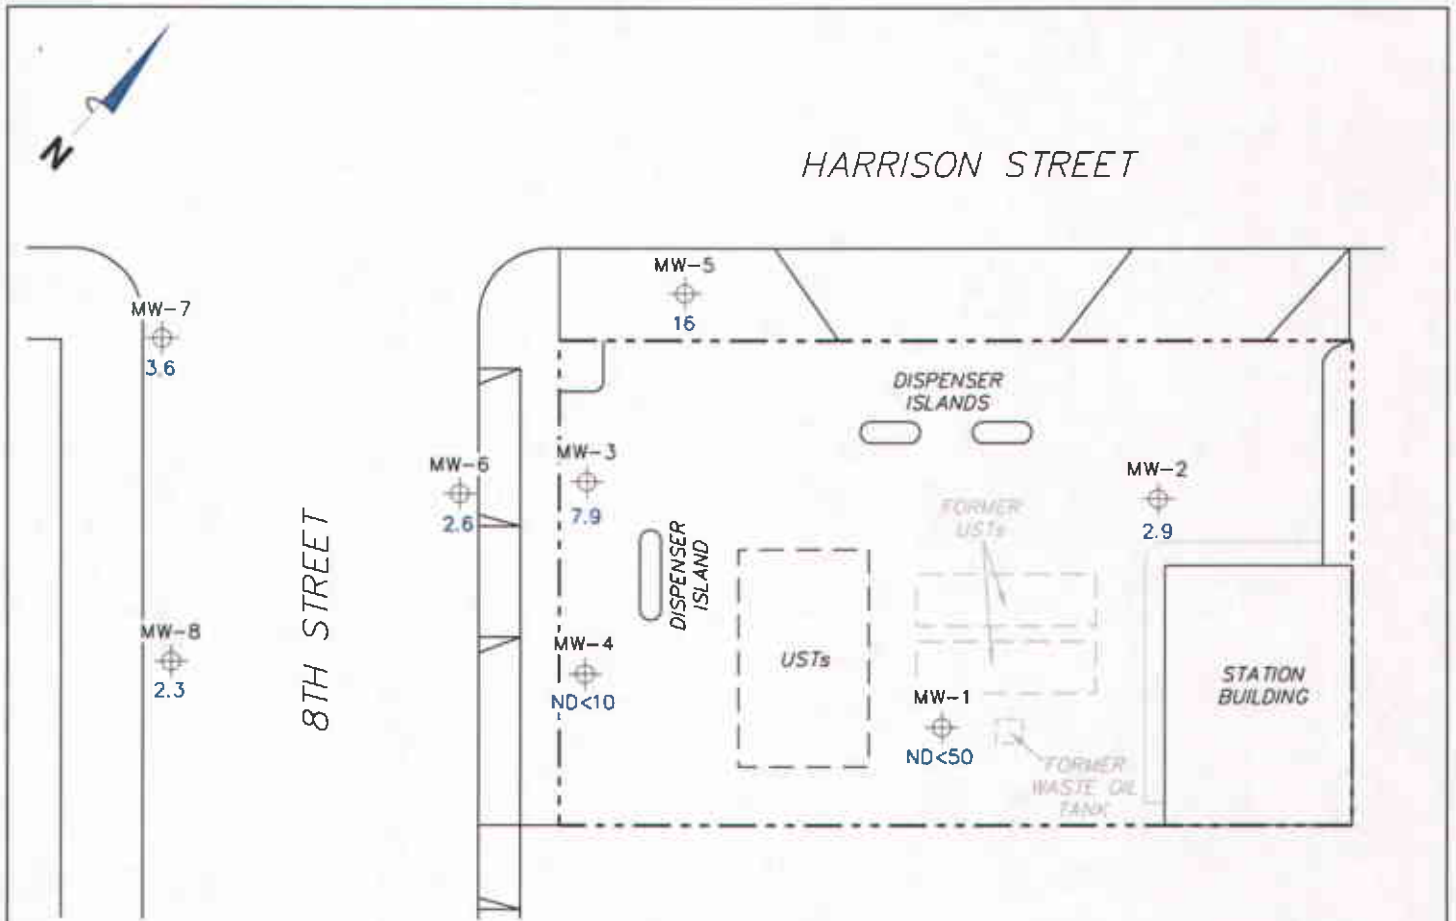 N
HARRISON STREET
MW-5
16
MW-7
3.6
DISPENSER
ISLANDS
MW-3
7.9
MW-6
2.6
MW-2
2.9
FORMER
USTs
8TH STREET
DISPENSER
ISLAND
MW-8
2.3
MW-4
ND<10
USTs
STATION
BUILDING
MW-1
ND<50
FORMER
WASTE OIL
TANK